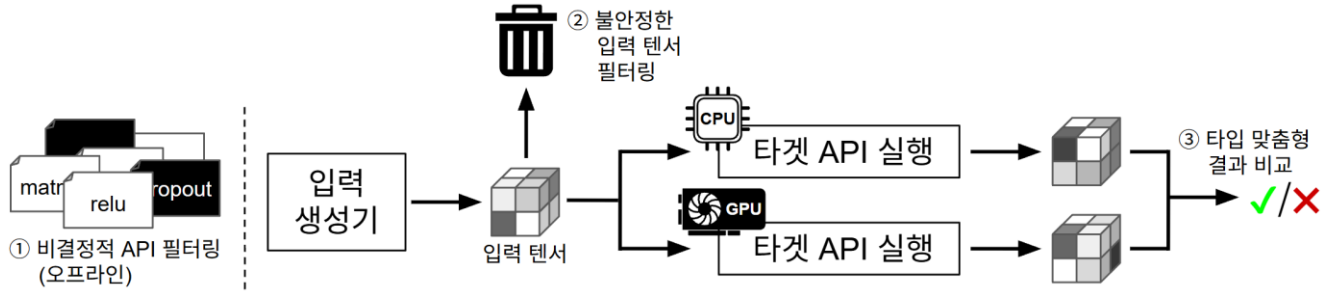 matr
relu
ropout
① 비결정적 API 필터링
(오프라인)
입력
생성기
입력 텐서
② 불안정한
입력 텐서
필터링
CPU
타겟 API 실행
GPU
타겟 API 실행
③ 타입 맞춤형
결과 비교
✓/✕